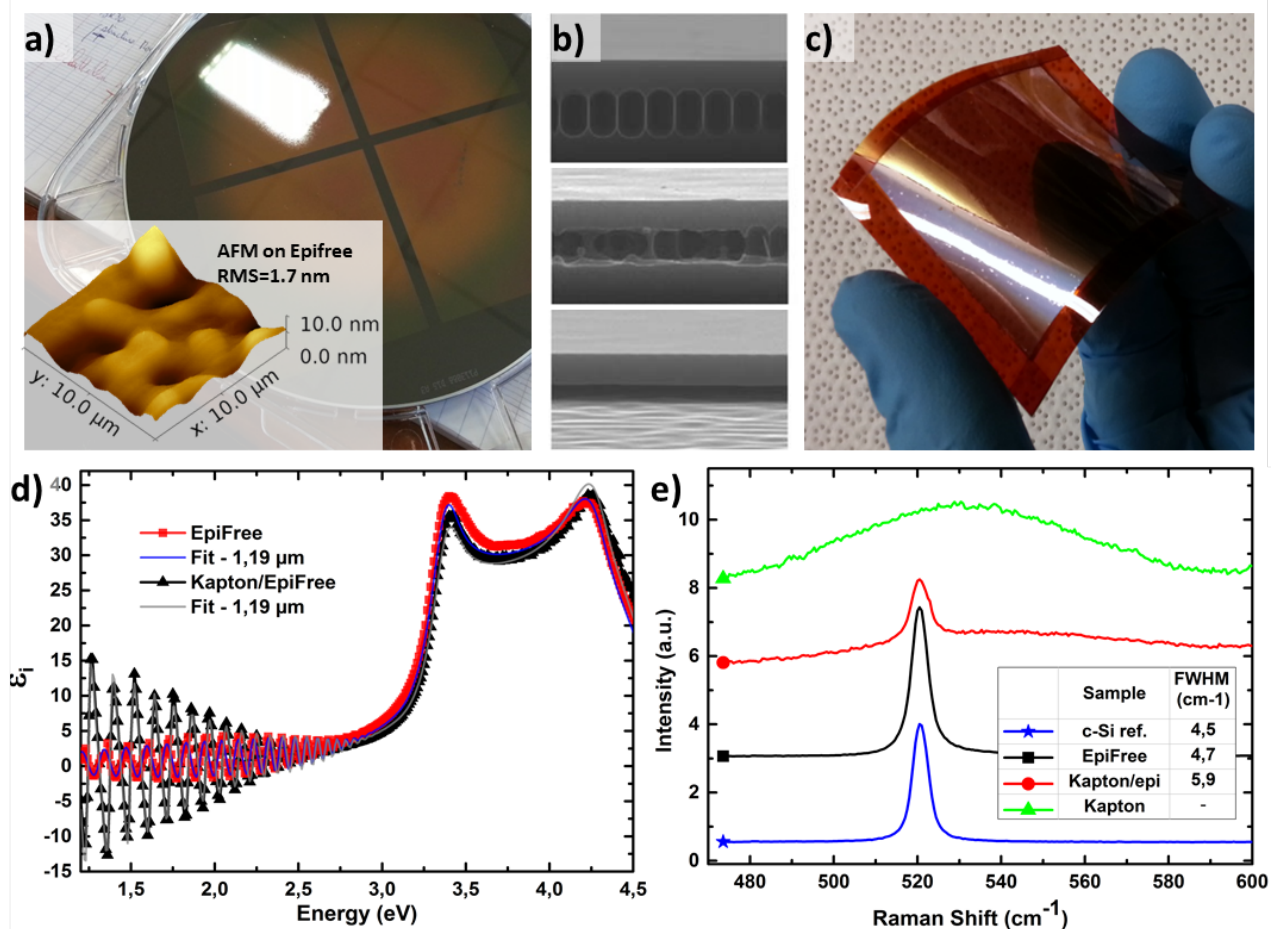 a)
AFM on Epifree
RMS=1.7 nm
10.0 nm
0.0 nm
y: 10.0 µm
x: 10.0 µm
b)
c)
d)
40
35
30
25
20
15
10
5
0
-5
-10
-15
εi
EpiFree
Fit - 1,19 µm
Kapton/EpiFree
Fit - 1,19 µm
1,5 2,0 2,5 3,0 3,5 4,0 4,5
Energy (eV)
e)
10
8
6
4
2
0
Intensity (a.u.)
Sample FWHM (cm-1)
c-Si ref. 4,5
EpiFree 4,7
Kapton/epi 5,9
Kapton -
480 500 520 540 560 580 600
Raman Shift (cm-1)